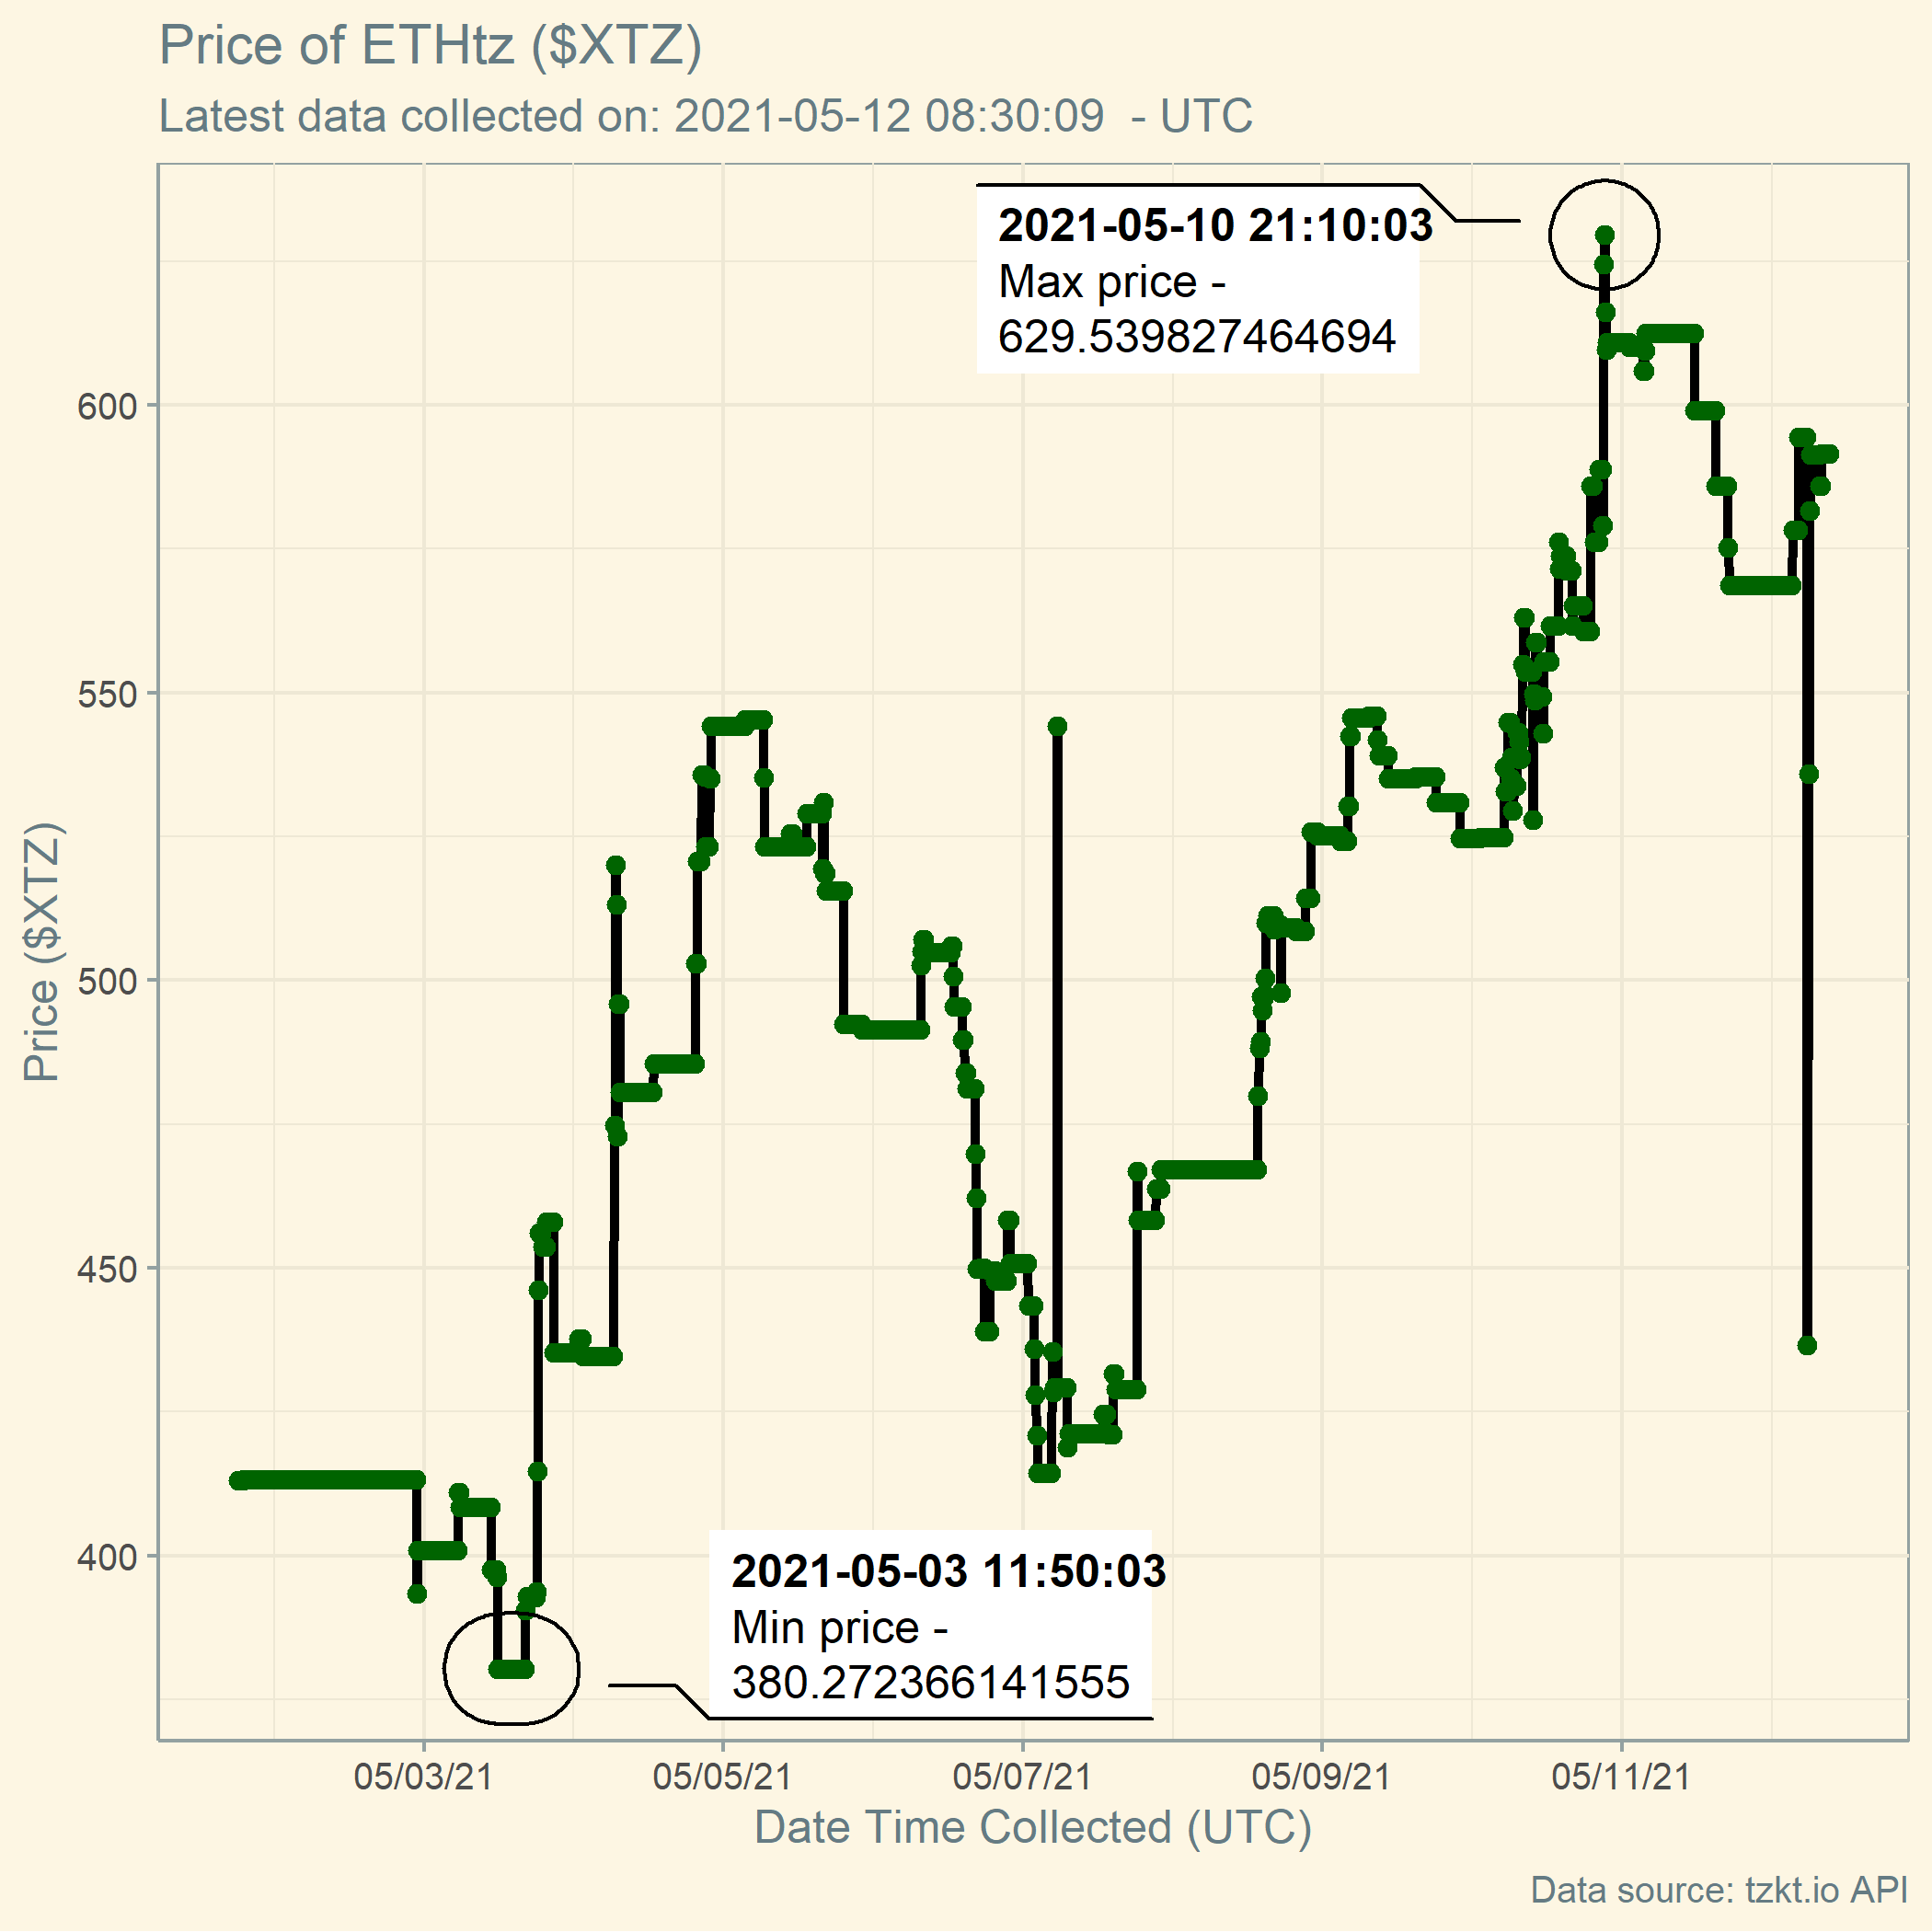 Price of ETHtz ($XTZ)
Latest data collected on: 2021-05-12 08:30:09  - UTC
2021-05-10 21:10:03
Max price -
629.539827464694
600
550
500
450
400
Price ($XTZ)
2021-05-03 11:50:03
Min price -
380.272366141555
05/03/21
05/05/21
05/07/21
05/09/21
05/11/21
Date Time Collected (UTC)
Data source: tzkt.io API